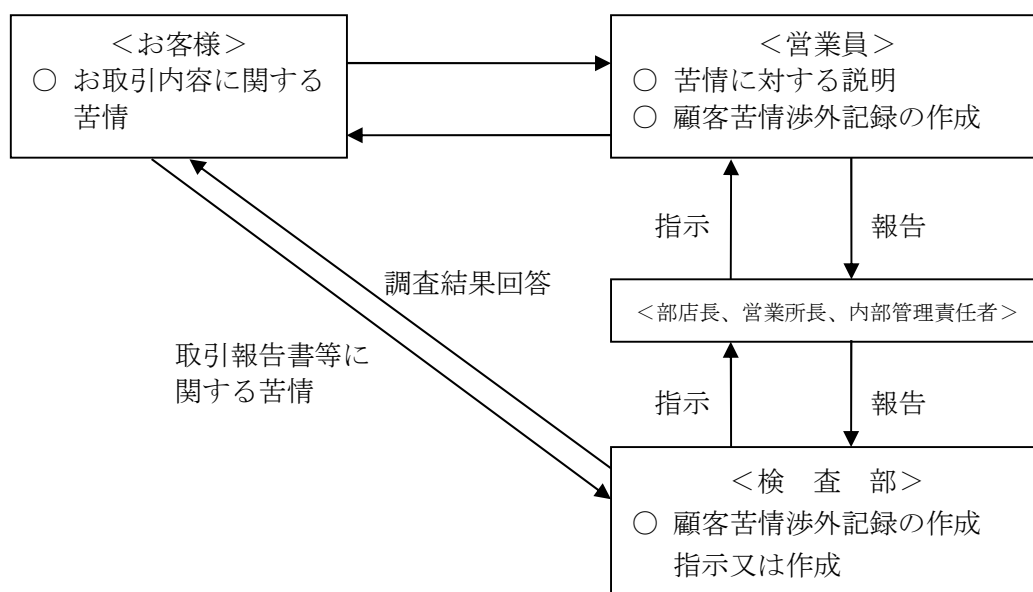 ＜お客様＞
○ お取引内容に関する
苦情
＜営業員＞
○ 苦情に対する説明
○ 顧客苦情渉外記録の作成
指示
報告
調査結果回答
＜部店長、営業所長、内部管理責任者＞
取引報告書等に
関する苦情
指示
報告
＜検　査　部＞
○ 顧客苦情渉外記録の作成
指示又は作成